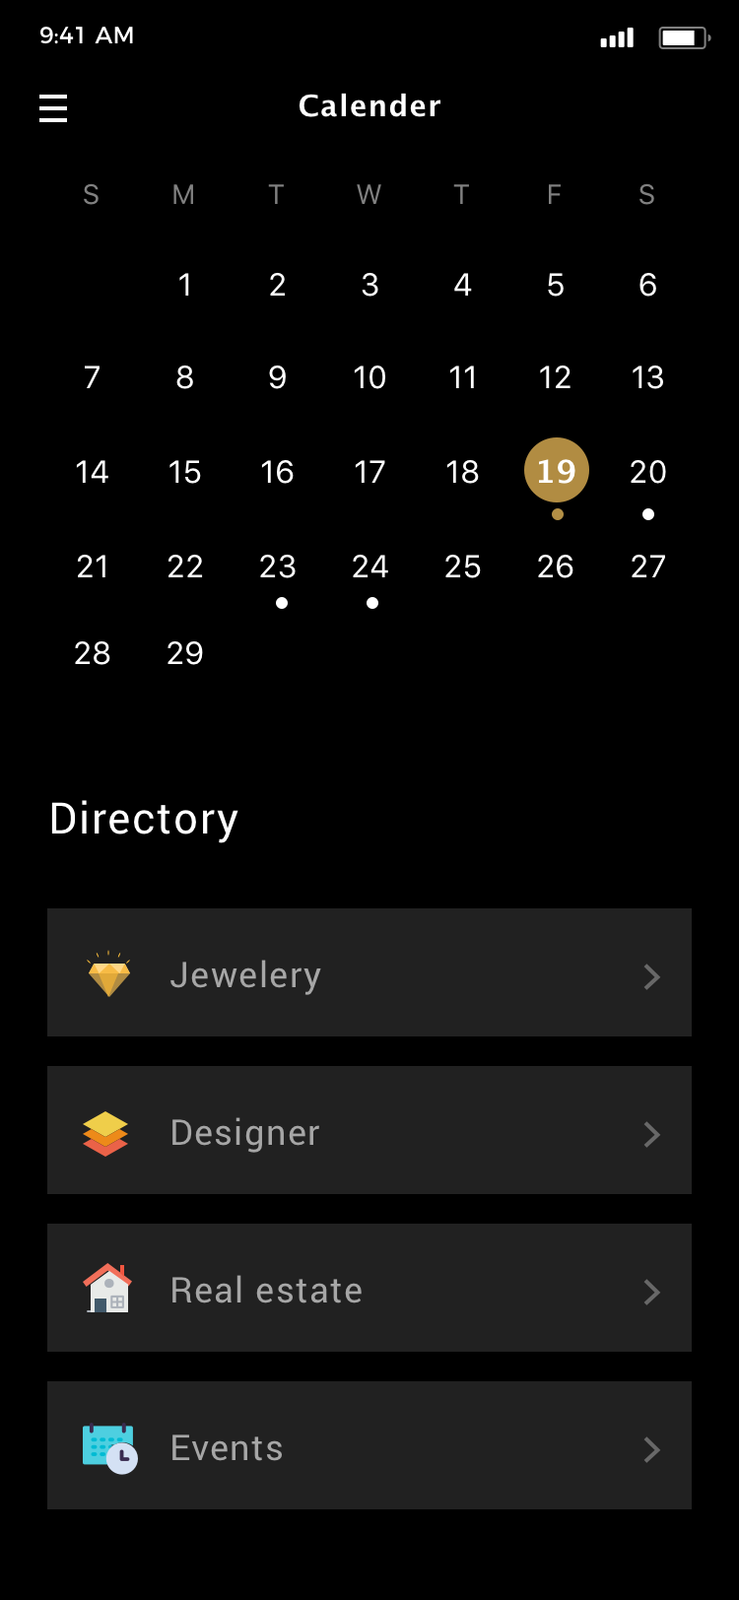 9:41 AM
Calender
S M T W T F S
1 2 3 4 5 6
7 8 9 10 11 12 13
14 15 16 17 18 19 20
21 22 23 24 25 26 27
28 29
Directory
Jewelery
Designer
Real estate
Events